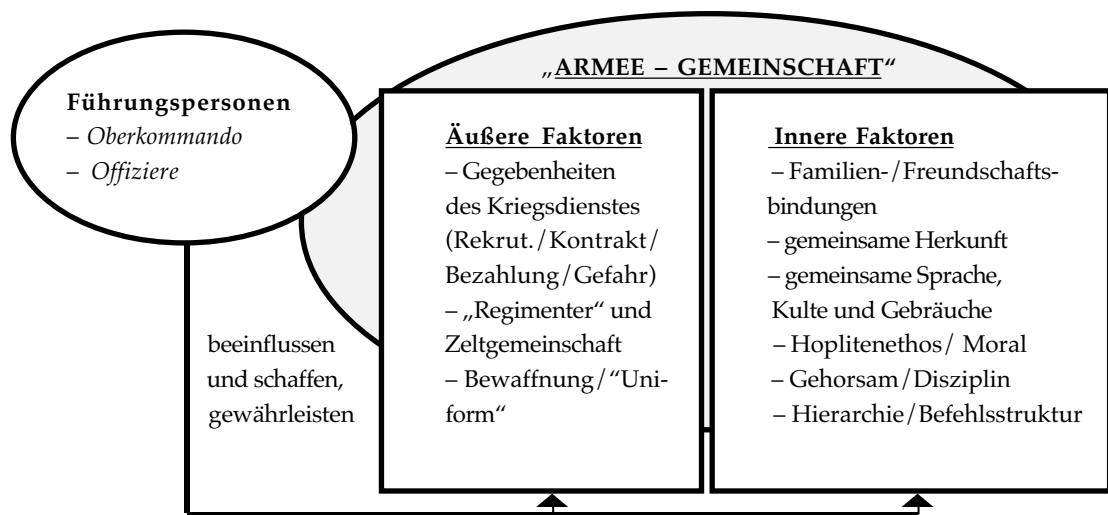 „ARMEE – GEMEINSCHAFT“
Führungspersonen
– Oberkommando
– Offiziere
Äußere Faktoren
– Gegebenheiten
des Kriegsdienstes
(Rekrut./Kontrakt/
Bezahlung/Gefahr)
– „Regimenter“ und
Zeltgemeinschaft
– Bewaffnung/“Uni-
form“
Innere Faktoren
– Familien-/Freundschafts-
bindungen
– gemeinsame Herkunft
– gemeinsame Sprache,
Kulte und Gebräuche
– Hoplitenethos/ Moral
– Gehorsam/Disziplin
– Hierarchie/Befehlsstruktur
beeinflussen
und schaffen,
gewährleisten